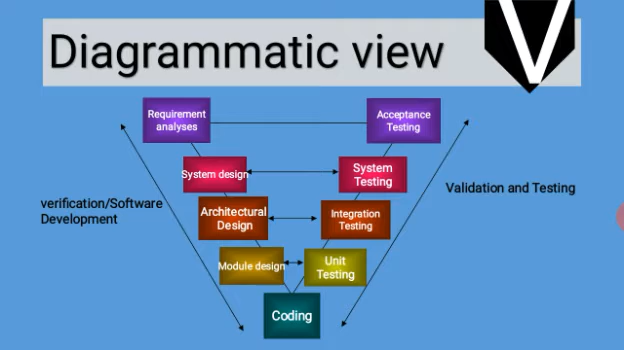 Diagrammatic view
V
Requirement
analyses
Acceptance
Testing
System design
System
Testing
verification/Software
Development
Validation and Testing
Architectural
Design
Integration
Testing
Module design
Unit
Testing
Coding